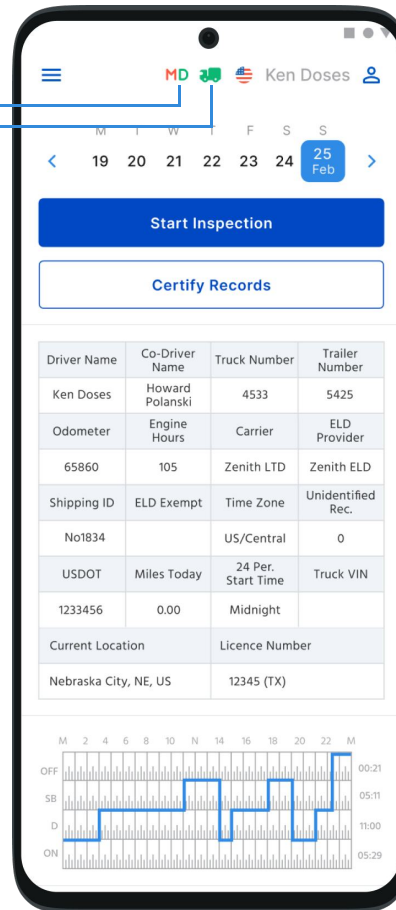 MD Ken Doses
M T W T F S S
19 20 21 22 23 24 25
Feb
Start Inspection
Certify Records
Driver Name Co-Driver Name Truck Number Trailer Number
Ken Doses Howard Polanski 4533 5425
Odometer Engine Hours Carrier ELD Provider
65860 105 Zenith LTD Zenith ELD
Shipping ID ELD Exempt Time Zone Unidentified Rec.
No1834 US/Central 0
USDOT Miles Today 24 Per. Start Time Truck VIN
1233456 0.00 Midnight
Current Location Licence Number
Nebraska City, NE, US 12345 (TX)
M 2 4 6 8 10 N 14 16 18 20 22 M
OFF 00:21
SB 05:11
D 11:00
ON 05:29